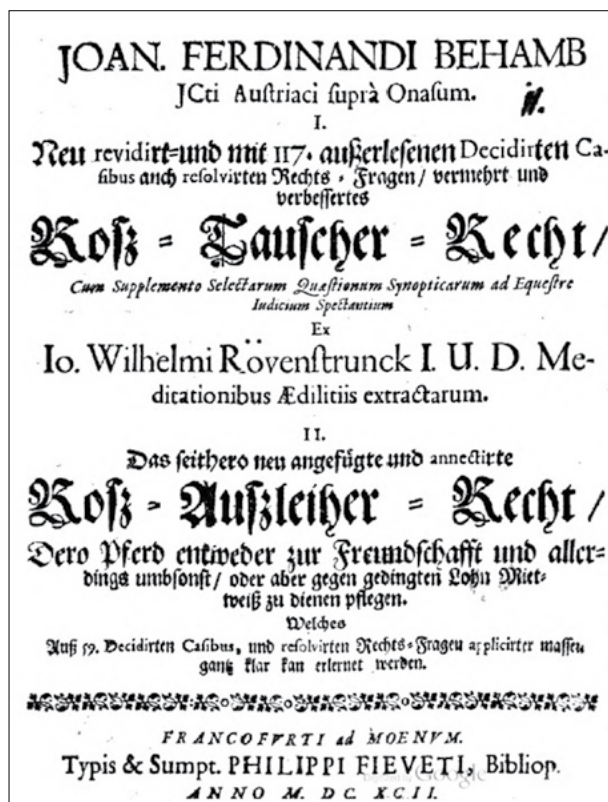 JOAN. FERDINANDI BEHAMB
JCti Austriaci suprà Onasum.
I.
Neu revidirt-und mit 117. außerlesenen Decidirten Ca-
sibus auch resolvirten Rechts-Fragen/ vermehrt und
verbessertes
Rosz-Tauscher-Recht/
Cum Supplemento Selectarum Quæstionum Synopticarum ad Equestre
Iudicium Spectantium
Ex
Io. Wilhelmi Rövenstrunck I. U. D. Me-
ditationibus Ædilitiis extractarum.
II.
Das seithero neu angefügte und annectirte
Rosz-Auszleiher-Recht/
Dero Pferd entweder zur Freundschafft und aller-
dings umbsonst/ oder aber gegen gedingten Lohn Miet-
weiß zu dienen pflegen.
Welches
Auß 59. Decidirten Casibus, und resolvirten Rechts-Fragen applicirter massen
gantz klar kan erlernet werden.
FRANCOFVRTI ad MOENVM.
Typis & Sumpt. PHILIPPI FIEVETI, Bibliop.
Google
ANNO M. DC. XCII.